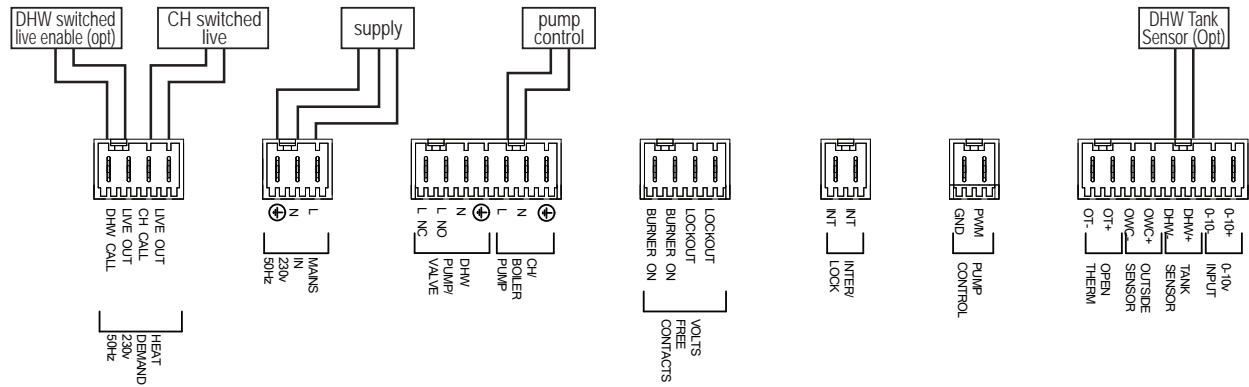 DHW switched
live enable (opt)
CH switched
live
supply
pump
control
DHW Tank
Sensor (Opt)
DHW CALL
LIVE OUT
CH CALL
LIVE OUT
HEAT
DEMAND
230v
50Hz
N
L
MAINS
IN
230v
50Hz
L NC
L NO
N
L
N
DHW
PUMP/
VALVE
CH/
BOILER
PUMP
BURNER ON
BURNER ON
LOCKOUT
LOCKOUT
VOLTS
FREE
CONTACTS
INT
INT
INTER/
LOCK
GND
PWM
PUMP
CONTROL
OT-
OT+
OWC-
OWC+
DHW-
DHW+
0-10-
0-10+
OPEN
THERM
OUTSIDE
SENSOR
TANK
SENSOR
0-10v
INPUT